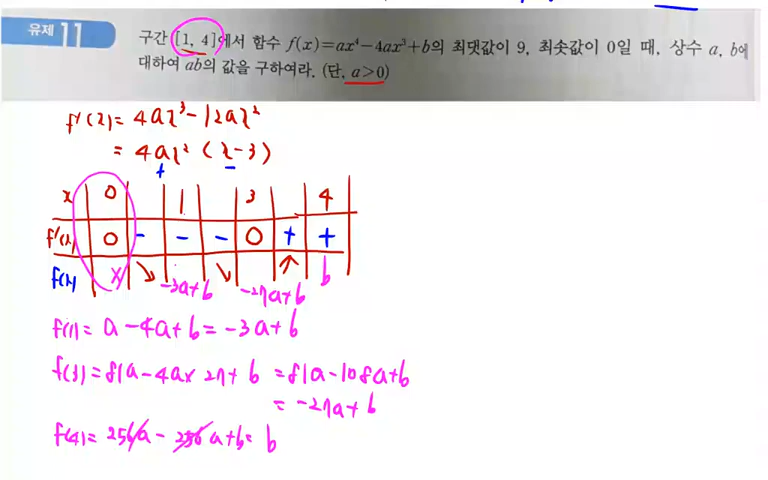 유제 11
구간 [1, 4]에서 함수 f(x)=ax⁴−4ax³+b의 최댓값이 9, 최솟값이 0일 때, 상수 a, b에
대하여 ab의 값을 구하여라. (단, a>0)
f'(x)= 4ax³−12ax²
= 4ax² (x−3)
+ −
x 0 1 3 4
f'(x) 0 − − − 0 + +
f(x) X ↘ −3a+b ↘ −27a+b ↗ b
f(1)= a−4a+b = −3a+b
f(3)= 81a−4a×27+b = 81a−108a+b
= −27a+b
f(4)= 256a−256a+b= b